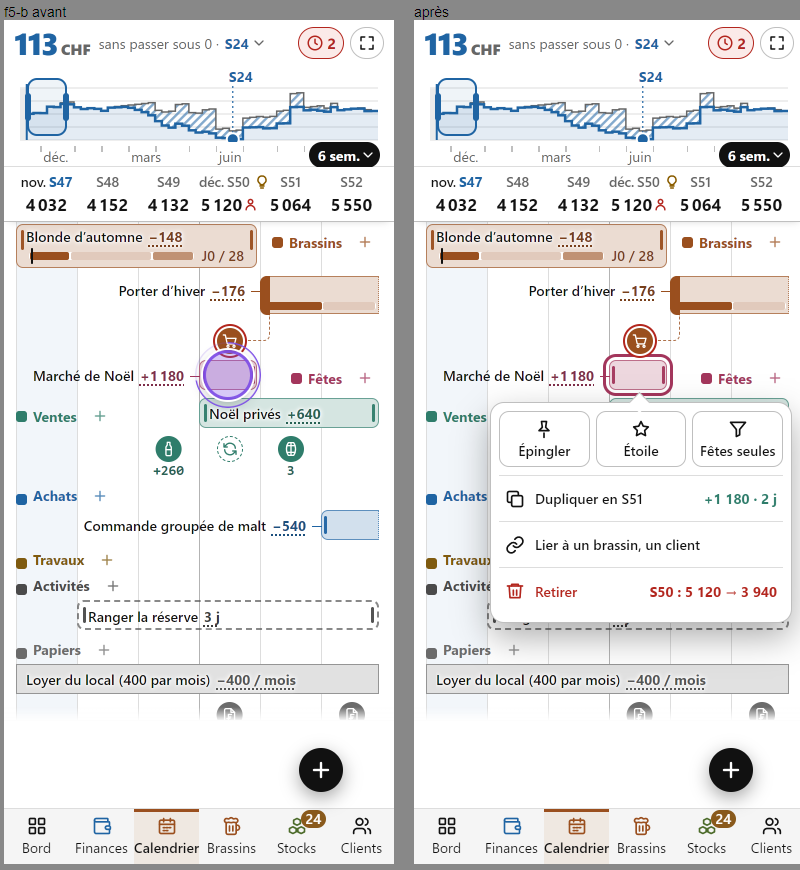 f5-b avant
113 CHF sans passer sous 0 · S24
2
S24
déc. mars juin
6 sem.
nov. S47 S48 S49 déc. S50 S51 S52
4 032 4 152 4 132 5 120 5 064 5 550
Blonde d’automne −148
J0 / 28
Brassins +
Porter d’hiver −176
Marché de Noël +1 180
Fêtes +
Ventes +
Noël privés +640
+260 3
Achats +
Commande groupée de malt −540
Travaux +
Activités +
Ranger la réserve 3 j
Papiers +
Loyer du local (400 par mois) −400 / mois
+
24
Bord Finances Calendrier Brassins Stocks Clients
après
113 CHF sans passer sous 0 · S24
2
S24
déc. mars juin
6 sem.
nov. S47 S48 S49 déc. S50 S51 S52
4 032 4 152 4 132 5 120 5 064 5 550
Blonde d’automne −148
J0 / 28
Brassins +
Porter d’hiver −176
Marché de Noël +1 180
Fêtes +
Ventes
Épingler Étoile Fêtes seules
Achats
Dupliquer en S51 +1 180 · 2 j
Lier à un brassin, un client
Travaux
Activités
Retirer S50 : 5 120 → 3 940
Papiers +
Loyer du local (400 par mois) −400 / mois
+
24
Bord Finances Calendrier Brassins Stocks Clients